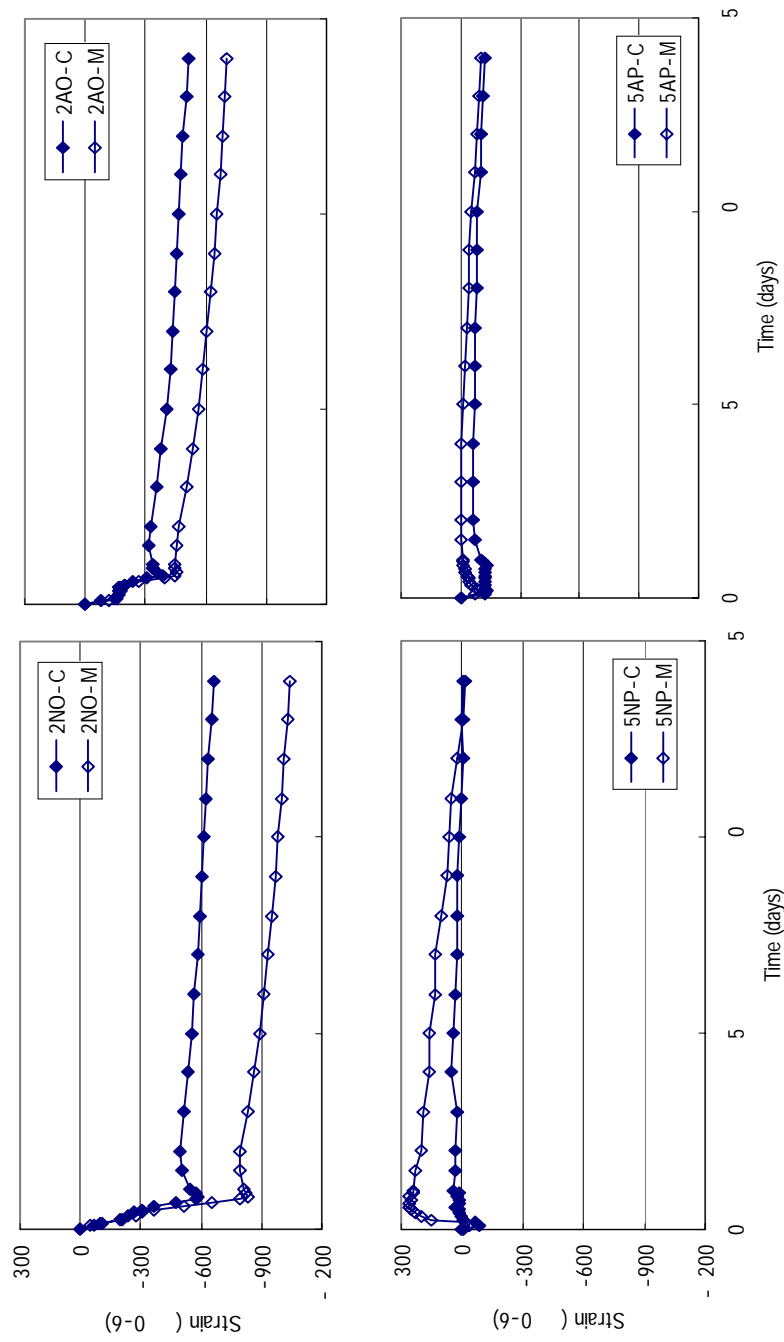 300
0
- 300
- 600
- 900
- 200
Strain ( 0-6)
2NO-C
2NO-M
2AO-C
2AO-M
300
0
- 300
- 600
- 900
- 200
Strain ( 0-6)
0
5
0
5
Time (days)
5NP-C
5NP-M
0
5
0
5
Time (days)
5AP-C
5AP-M